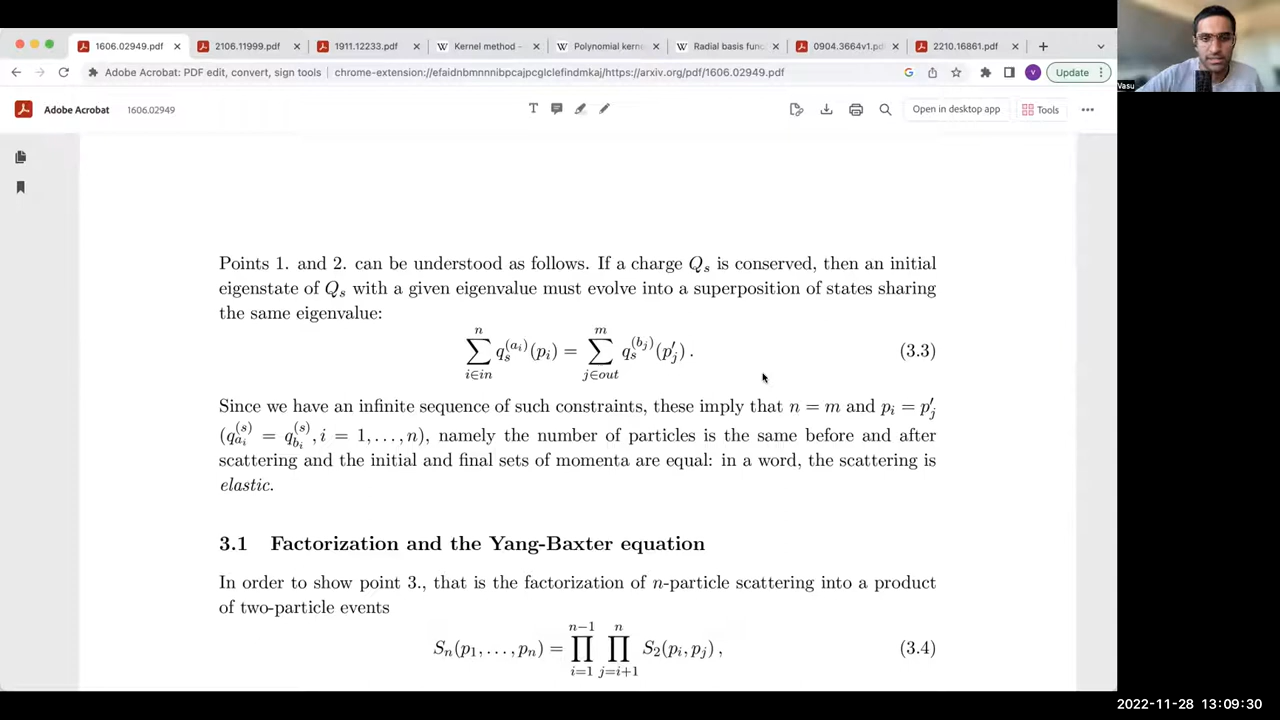 1606.02949.pdf
2106.11999.pdf
1911.12233.pdf
Kernel method –
Polynomial kern
Radial basis func
0904.3664v1.pd
2210.16861.pdf
Adobe Acrobat: PDF edit, convert, sign tools | chrome-extension://efaidnbmnnnibpcajpcglclefindmkaj/https://arxiv.org/pdf/1606.02949.pdf
Update
Adobe Acrobat 1606.02949
Open in desktop app
Tools
Vasu
Points 1. and 2. can be understood as follows. If a charge Qₛ is conserved, then an initial
eigenstate of Qₛ with a given eigenvalue must evolve into a superposition of states sharing
the same eigenvalue:
∑_{i∈in}^{n} q_s^{(a_i)}(p_i) = ∑_{j∈out}^{m} q_s^{(b_j)}(p'_j) . (3.3)
Since we have an infinite sequence of such constraints, these imply that n = m and p_i = p'_j
(q_{a_i}^{(s)} = q_{b_i}^{(s)}, i = 1, . . . , n), namely the number of particles is the same before and after
scattering and the initial and final sets of momenta are equal: in a word, the scattering is
elastic.
3.1 Factorization and the Yang-Baxter equation
In order to show point 3., that is the factorization of n-particle scattering into a product
of two-particle events
S_n(p_1, . . . , p_n) = ∏_{i=1}^{n−1} ∏_{j=i+1}^{n} S_2(p_i, p_j) , (3.4)
2022-11-28 13:09:30